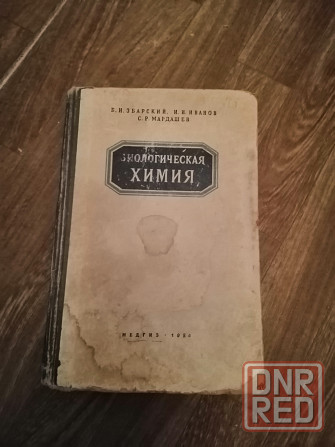 Б. И. ЗБАРСКИЙ, И. И. ИВАНОВ
С. Р. МАРДАШЕВ
БИОЛОГИЧЕСКАЯ
ХИМИЯ
МЕДГИЗ
DNR
RED